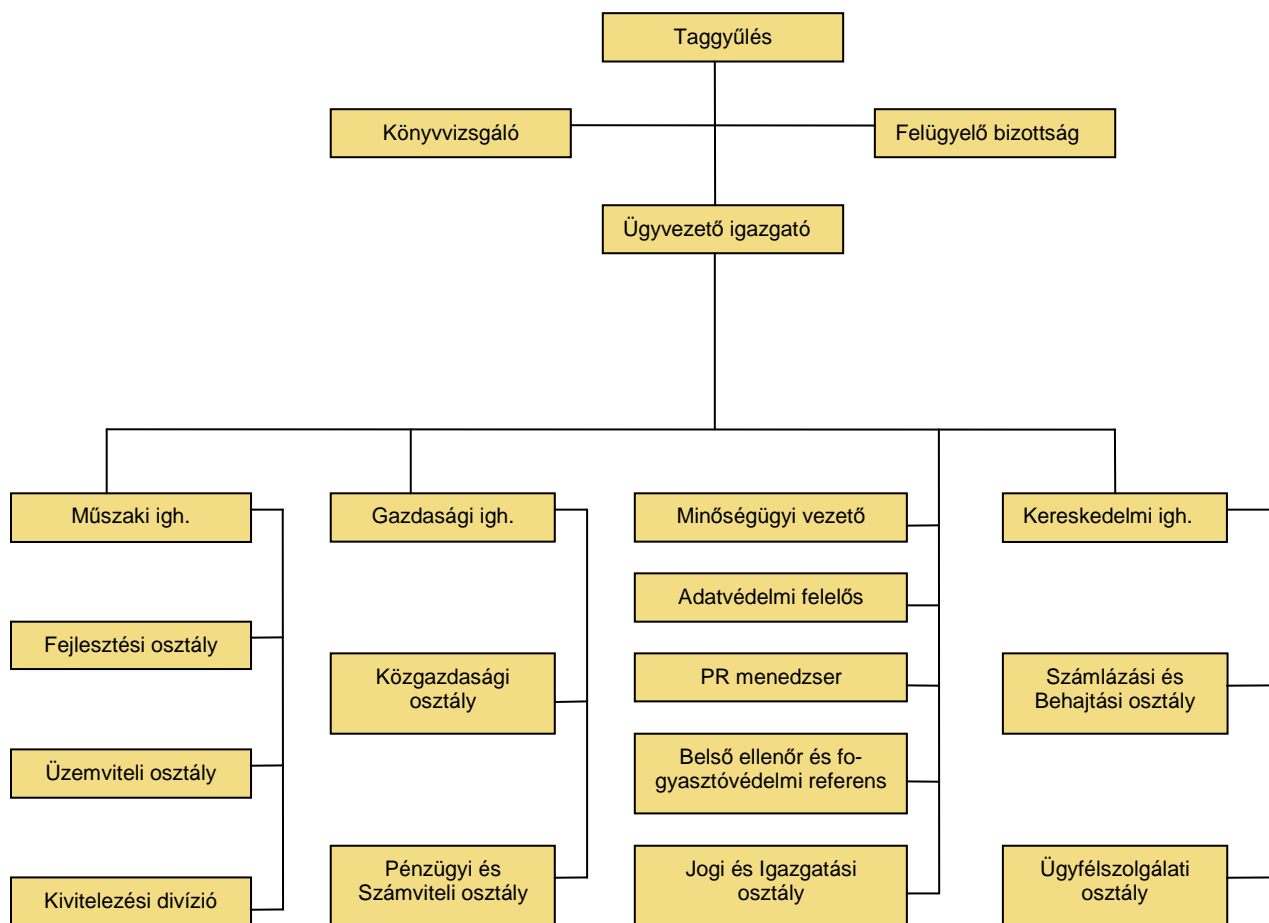 Taggyűlés
Könyvvizsgáló
Felügyelő bizottság
Ügyvezető igazgató
Műszaki igh.
Gazdasági igh.
Minőségügyi vezető
Kereskedelmi igh.
Adatvédelmi felelős
Fejlesztési osztály
Közgazdasági
osztály
PR menedzser
Számlázási és
Behajtási osztály
Üzemviteli osztály
Belső ellenőr és fo-
gyasztóvédelmi referens
Kivitelezési divízió
Pénzügyi és
Számviteli osztály
Jogi és Igazgatási
osztály
Ügyfélszolgálati
osztály